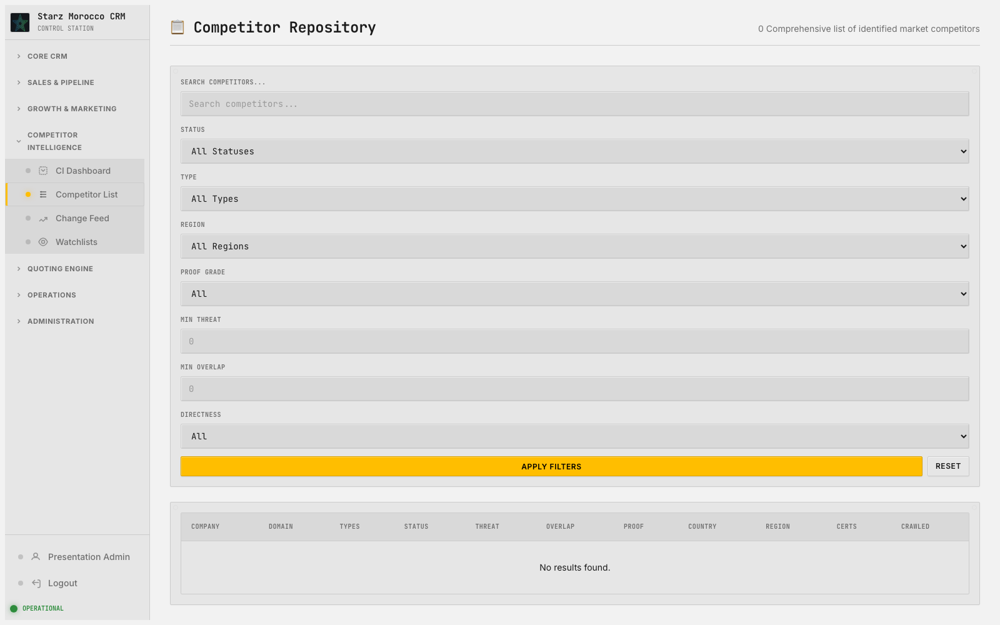 Starz Morocco CRM
CONTROL STATION
CORE CRM
SALES & PIPELINE
GROWTH & MARKETING
COMPETITOR
INTELLIGENCE
CI Dashboard
Competitor List
Change Feed
Watchlists
QUOTING ENGINE
OPERATIONS
ADMINISTRATION
Presentation Admin
Logout
OPERATIONAL
Competitor Repository
0 Comprehensive list of identified market competitors
SEARCH COMPETITORS...
Search competitors...
STATUS
All Statuses
TYPE
All Types
REGION
All Regions
PROOF GRADE
All
MIN THREAT
0
MIN OVERLAP
0
DIRECTNESS
All
APPLY FILTERS RESET
COMPANY DOMAIN TYPES STATUS THREAT OVERLAP PROOF COUNTRY REGION CERTS CRAWLED
No results found.